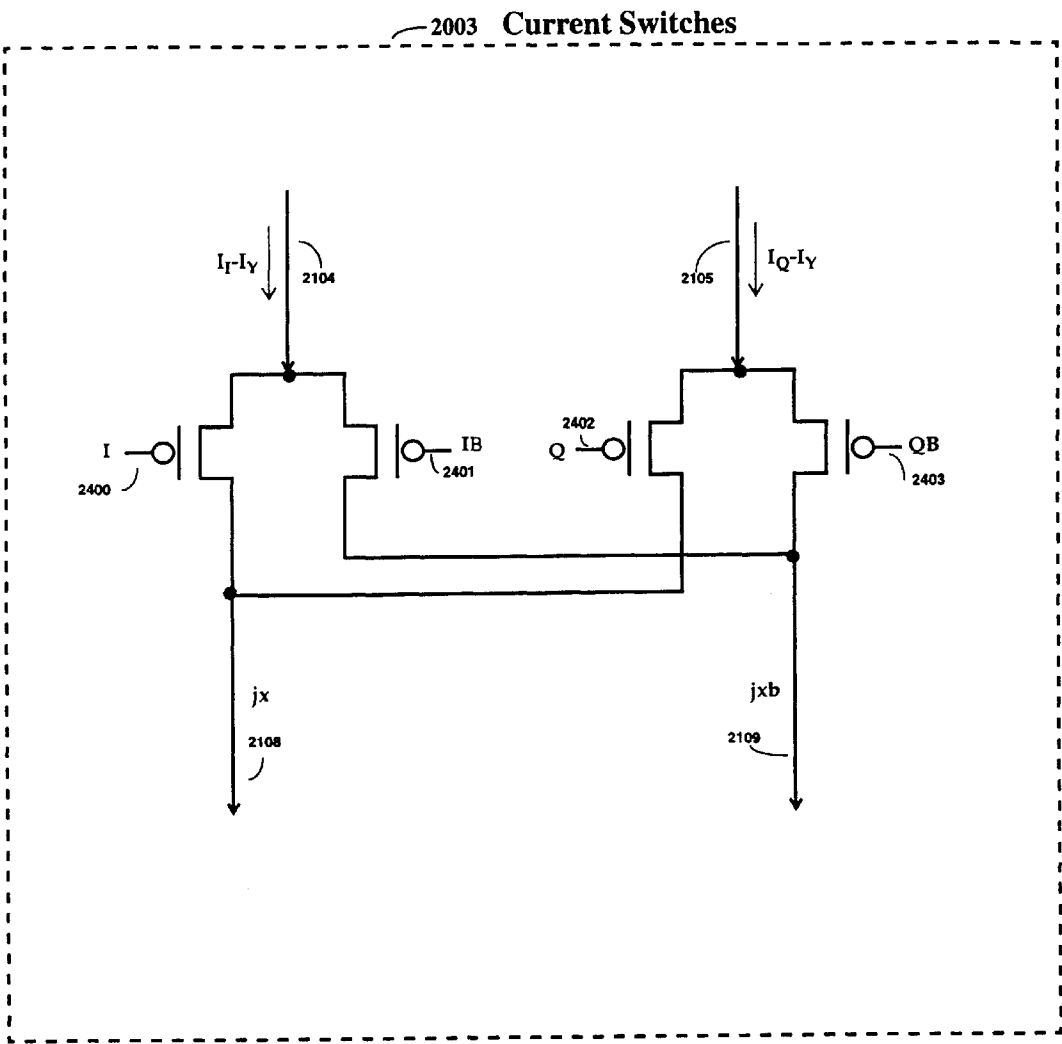 2003 Current Switches
I_I-I_Y
2104
2105
I_Q-I_Y
I
2400
IB
2401
2402
Q
QB
2403
jx
2108
jxb
2109